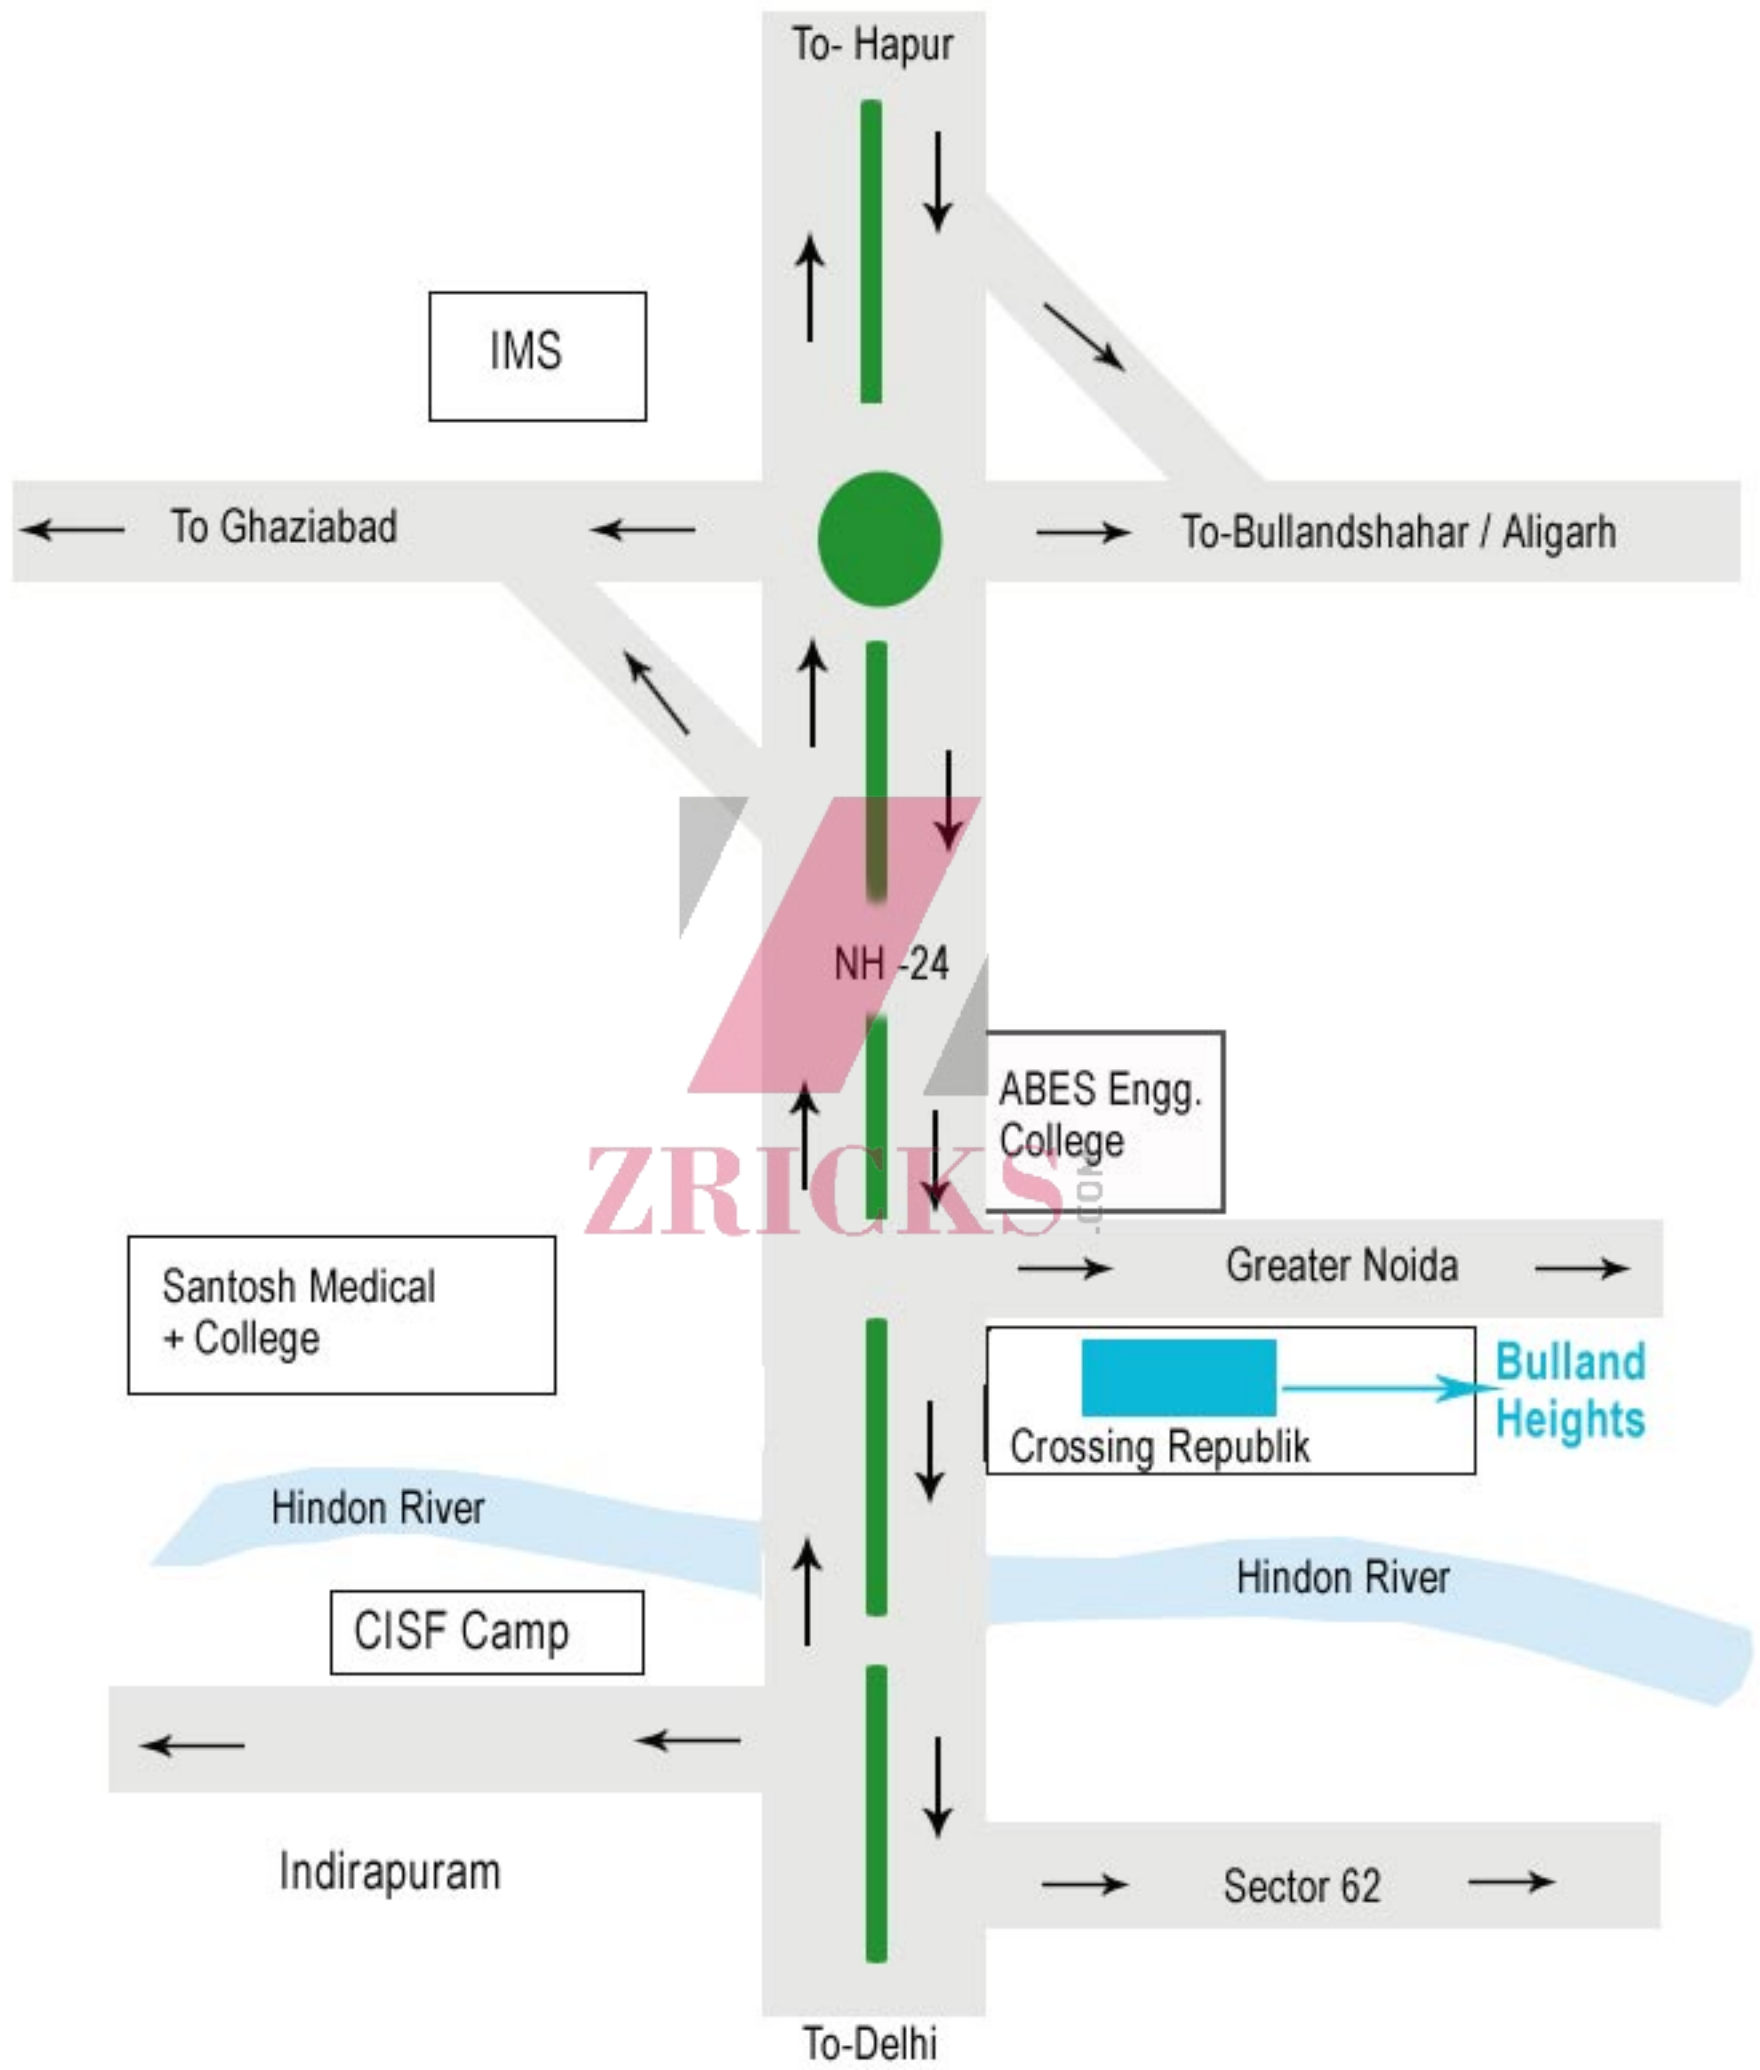 To- Hapur
IMS
To Ghaziabad
To-Bullandshahar / Aligarh
NH -24
ABES Engg.
College
ZRICKS
.COM
Greater Noida
Santosh Medical
+ College
Bulland
Heights
Crossing Republik
Hindon River
Hindon River
CISF Camp
Indirapuram
Sector 62
To-Delhi